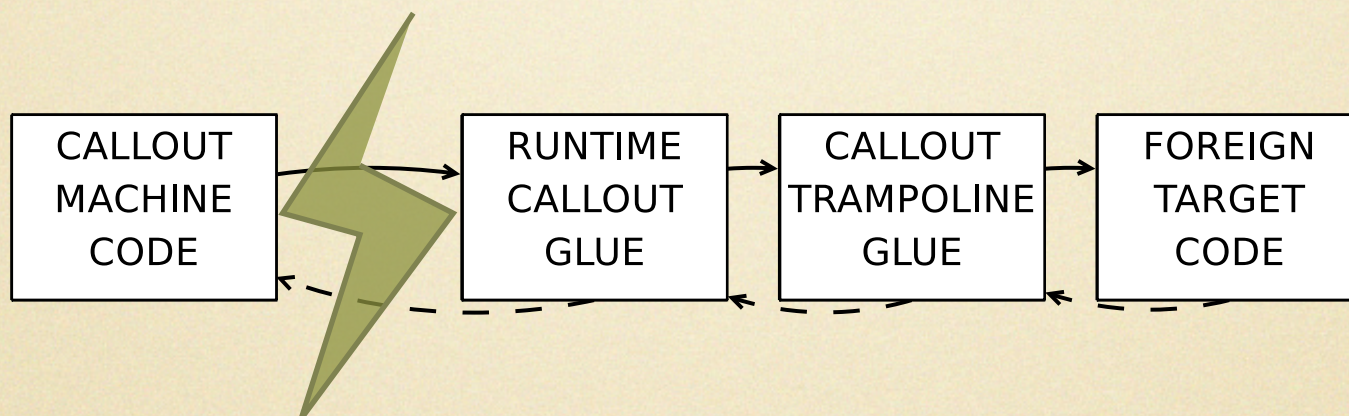 CALLOUT
MACHINE
CODE
RUNTIME
CALLOUT
GLUE
CALLOUT
TRAMPOLINE
GLUE
FOREIGN
TARGET
CODE